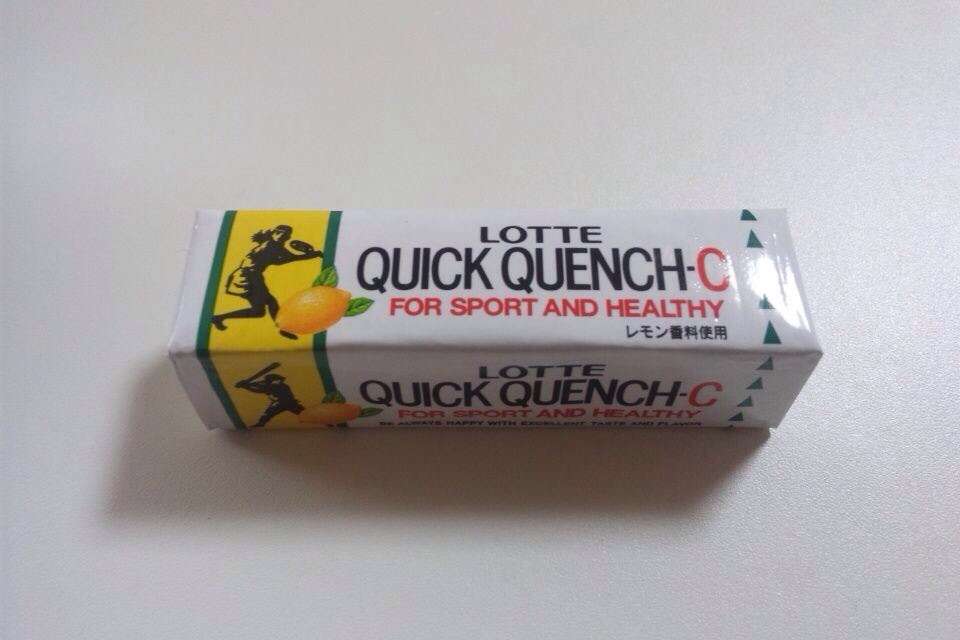 LOTTE
QUICK QUENCH-C
FOR SPORT AND HEALTHY
レモン香料使用
LOTTE
QUICK QUENCH-C
FOR SPORT AND HEALTHY
BE ALWAYS HAPPY WITH EXCELLENT TASTE AND FLAVOR